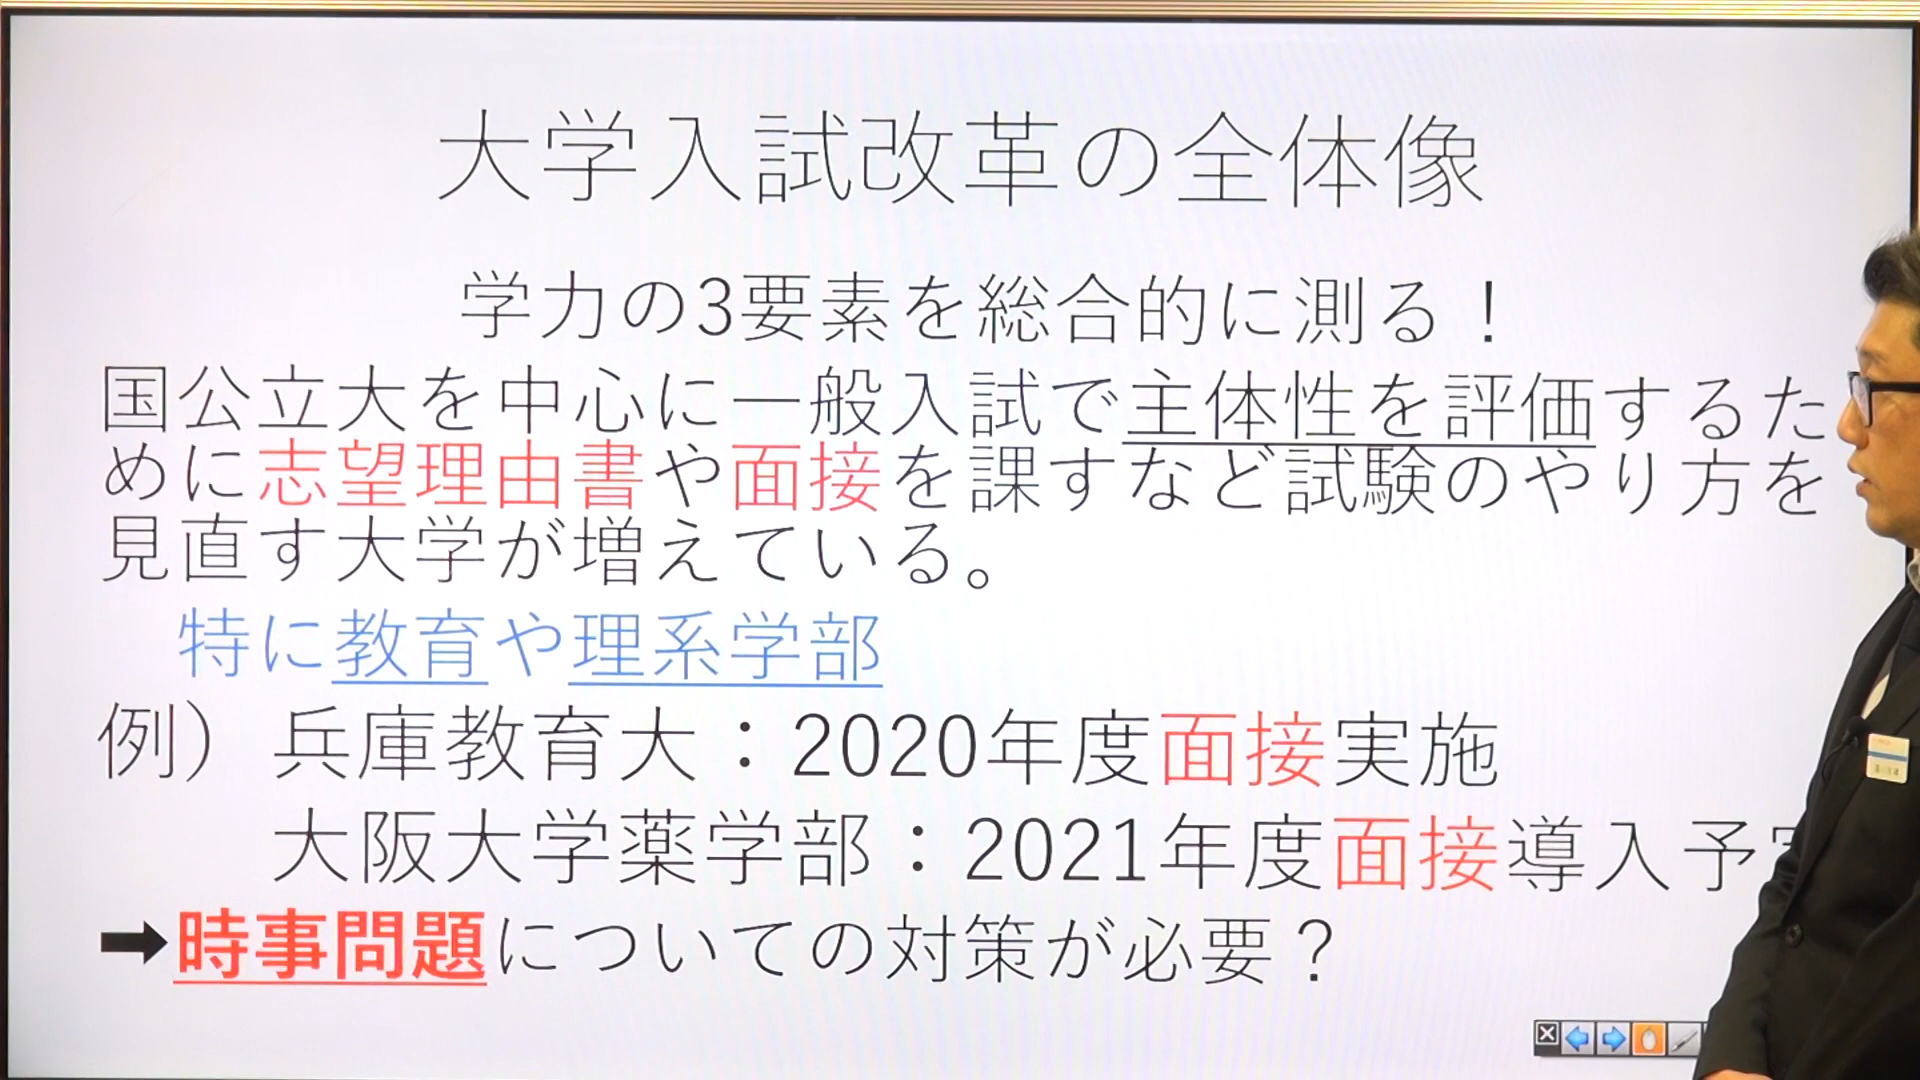 大学入試改革の全体像
学力の3要素を総合的に測る！
国公立大を中心に一般入試で主体性を評価するた
めに志望理由書や面接を課すなど試験のやり方を
見直す大学が増えている。
特に教育や理系学部
例） 兵庫教育大：2020年度面接実施
大阪大学薬学部：2021年度面接導入予
➡時事問題についての対策が必要？